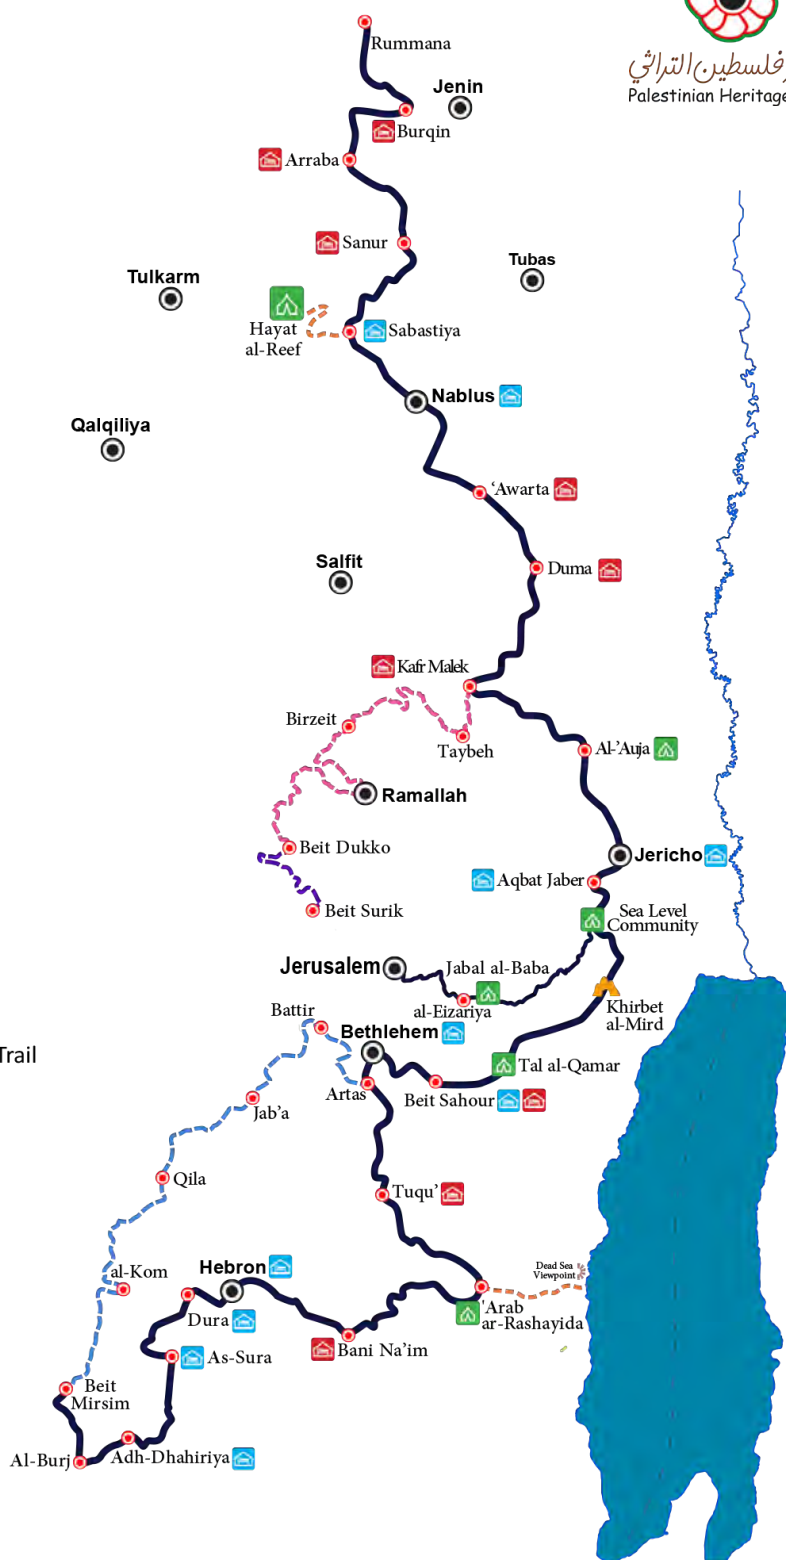 فلسطين التراثي
Palestinian Heritage
Rummana
Jenin
Burqin
Arraba
Sanur
Tubas
Tulkarm
Hayat
al-Reef
Sabastiya
Nablus
Qalqiliya
‘Awarta
Salfit
Duma
Kafr Malek
Birzeit
Taybeh
Al-’Auja
Ramallah
Beit Dukko
Jericho
Aqbat Jaber
Beit Surik
Sea Level
Community
Jerusalem
Jabal al-Baba
al-Eizariya
Khirbet
al-Mird
Battir
Bethlehem
Trail
Tal al-Qamar
Artas
Beit Sahour
Jab’a
Qila
Tuqu’
al-Kom
Hebron
Dead Sea
Viewpoint
'Arab
ar-Rashayida
Dura
Bani Na’im
As-Sura
Beit
Mirsim
Al-Burj
Adh-Dhahiriya